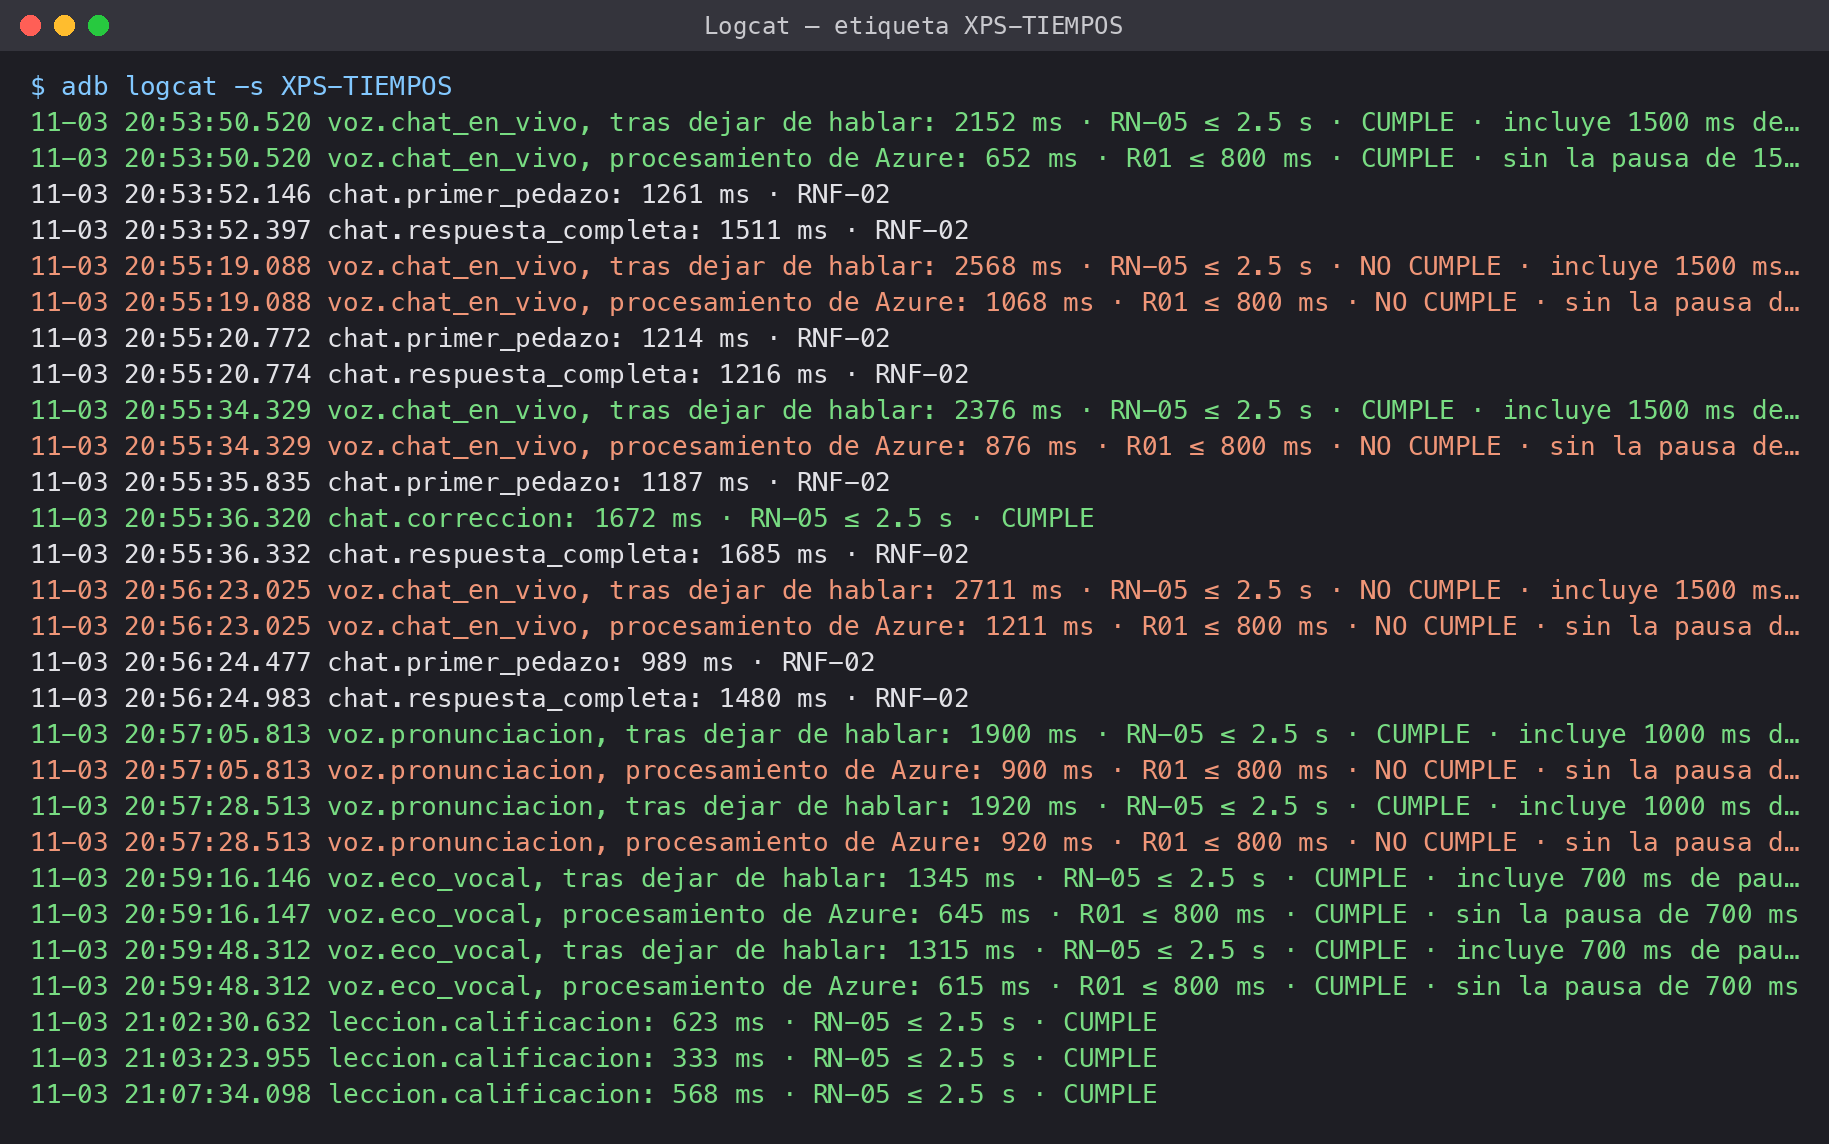 Logcat — etiqueta XPS−TIEMPOS
$ adb logcat −s XPS−TIEMPOS
11−03 20:53:50.520 voz.chat_en_vivo, tras dejar de hablar: 2152 ms · RN−05 ≤ 2.5 s · CUMPLE · incluye 1500 ms de…
11−03 20:53:50.520 voz.chat_en_vivo, procesamiento de Azure: 652 ms · R01 ≤ 800 ms · CUMPLE · sin la pausa de 15…
11−03 20:53:52.146 chat.primer_pedazo: 1261 ms · RNF−02
11−03 20:53:52.397 chat.respuesta_completa: 1511 ms · RNF−02
11−03 20:55:19.088 voz.chat_en_vivo, tras dejar de hablar: 2568 ms · RN−05 ≤ 2.5 s · NO CUMPLE · incluye 1500 ms…
11−03 20:55:19.088 voz.chat_en_vivo, procesamiento de Azure: 1068 ms · R01 ≤ 800 ms · NO CUMPLE · sin la pausa d…
11−03 20:55:20.772 chat.primer_pedazo: 1214 ms · RNF−02
11−03 20:55:20.774 chat.respuesta_completa: 1216 ms · RNF−02
11−03 20:55:34.329 voz.chat_en_vivo, tras dejar de hablar: 2376 ms · RN−05 ≤ 2.5 s · CUMPLE · incluye 1500 ms de…
11−03 20:55:34.329 voz.chat_en_vivo, procesamiento de Azure: 876 ms · R01 ≤ 800 ms · NO CUMPLE · sin la pausa de…
11−03 20:55:35.835 chat.primer_pedazo: 1187 ms · RNF−02
11−03 20:55:36.320 chat.correccion: 1672 ms · RN−05 ≤ 2.5 s · CUMPLE
11−03 20:55:36.332 chat.respuesta_completa: 1685 ms · RNF−02
11−03 20:56:23.025 voz.chat_en_vivo, tras dejar de hablar: 2711 ms · RN−05 ≤ 2.5 s · NO CUMPLE · incluye 1500 ms…
11−03 20:56:23.025 voz.chat_en_vivo, procesamiento de Azure: 1211 ms · R01 ≤ 800 ms · NO CUMPLE · sin la pausa d…
11−03 20:56:24.477 chat.primer_pedazo: 989 ms · RNF−02
11−03 20:56:24.983 chat.respuesta_completa: 1480 ms · RNF−02
11−03 20:57:05.813 voz.pronunciacion, tras dejar de hablar: 1900 ms · RN−05 ≤ 2.5 s · CUMPLE · incluye 1000 ms d…
11−03 20:57:05.813 voz.pronunciacion, procesamiento de Azure: 900 ms · R01 ≤ 800 ms · NO CUMPLE · sin la pausa d…
11−03 20:57:28.513 voz.pronunciacion, tras dejar de hablar: 1920 ms · RN−05 ≤ 2.5 s · CUMPLE · incluye 1000 ms d…
11−03 20:57:28.513 voz.pronunciacion, procesamiento de Azure: 920 ms · R01 ≤ 800 ms · NO CUMPLE · sin la pausa d…
11−03 20:59:16.146 voz.eco_vocal, tras dejar de hablar: 1345 ms · RN−05 ≤ 2.5 s · CUMPLE · incluye 700 ms de pau…
11−03 20:59:16.147 voz.eco_vocal, procesamiento de Azure: 645 ms · R01 ≤ 800 ms · CUMPLE · sin la pausa de 700 ms
11−03 20:59:48.312 voz.eco_vocal, tras dejar de hablar: 1315 ms · RN−05 ≤ 2.5 s · CUMPLE · incluye 700 ms de pau…
11−03 20:59:48.312 voz.eco_vocal, procesamiento de Azure: 615 ms · R01 ≤ 800 ms · CUMPLE · sin la pausa de 700 ms
11−03 21:02:30.632 leccion.calificacion: 623 ms · RN−05 ≤ 2.5 s · CUMPLE
11−03 21:03:23.955 leccion.calificacion: 333 ms · RN−05 ≤ 2.5 s · CUMPLE
11−03 21:07:34.098 leccion.calificacion: 568 ms · RN−05 ≤ 2.5 s · CUMPLE